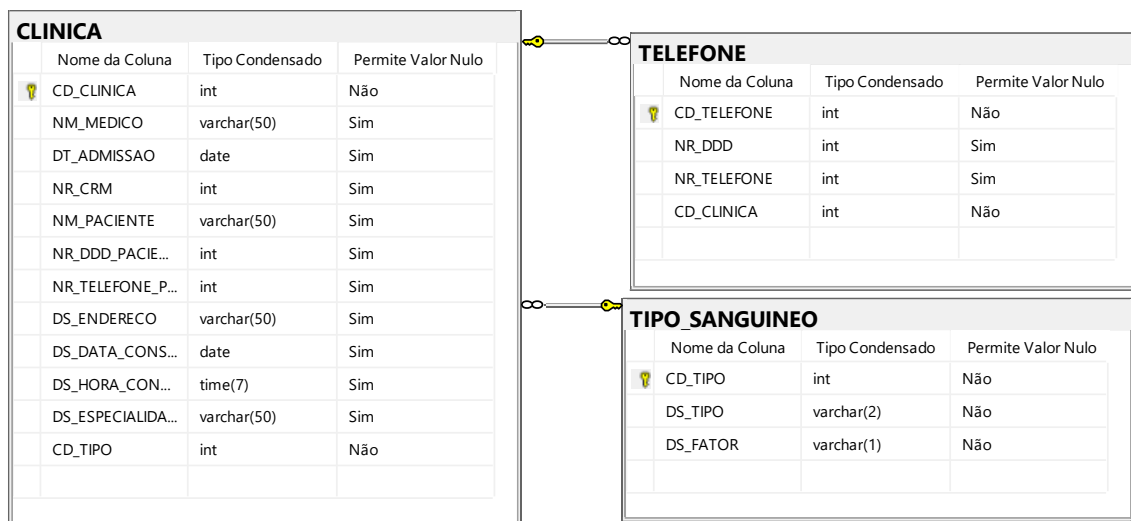 CLINICA
Nome da Coluna Tipo Condensado Permite Valor Nulo
CD_CLINICA int Não
NM_MEDICO varchar(50) Sim
DT_ADMISSAO date Sim
NR_CRM int Sim
NM_PACIENTE varchar(50) Sim
NR_DDD_PACIE... int Sim
NR_TELEFONE_P... int Sim
DS_ENDERECO varchar(50) Sim
DS_DATA_CONS... date Sim
DS_HORA_CON... time(7) Sim
DS_ESPECIALIDA... varchar(50) Sim
CD_TIPO int Não
TELEFONE
Nome da Coluna Tipo Condensado Permite Valor Nulo
CD_TELEFONE int Não
NR_DDD int Sim
NR_TELEFONE int Sim
CD_CLINICA int Não
TIPO_SANGUINEO
Nome da Coluna Tipo Condensado Permite Valor Nulo
CD_TIPO int Não
DS_TIPO varchar(2) Não
DS_FATOR varchar(1) Não